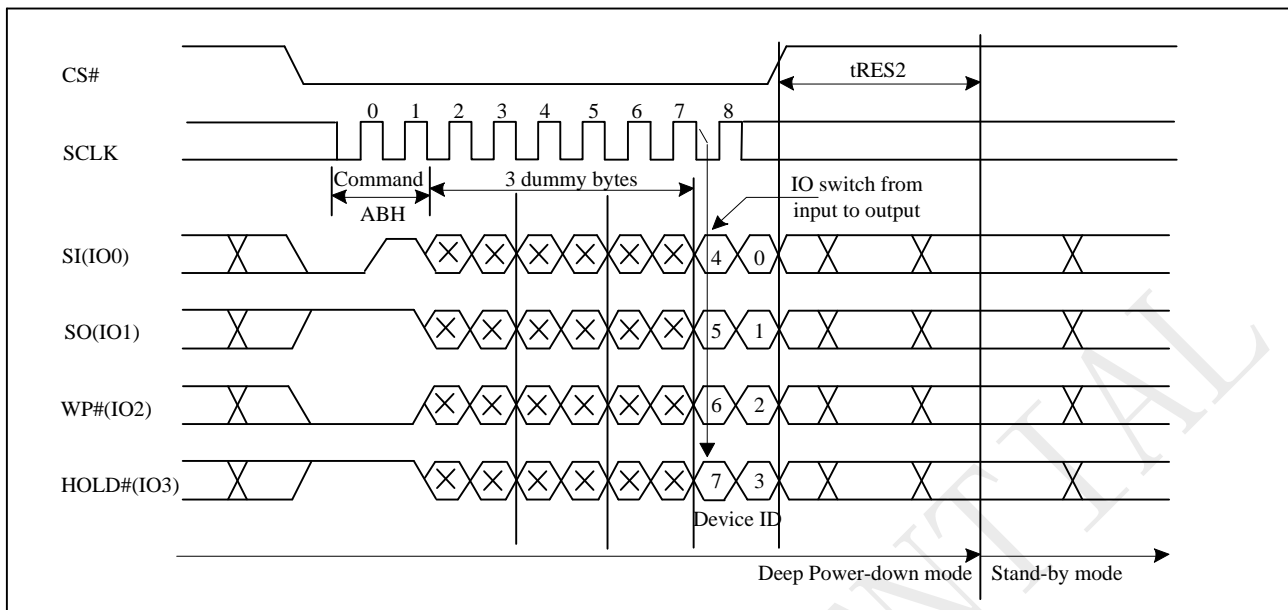 CS#
tRES2
0 1 2 3 4 5 6 7 8
SCLK
Command
ABH
3 dummy bytes
IO switch from
input to output
SI(IO0)
4 0
SO(IO1)
5 1
WP#(IO2)
6 2
HOLD#(IO3)
7 3
Device ID
Deep Power-down mode Stand-by mode
NTIAL